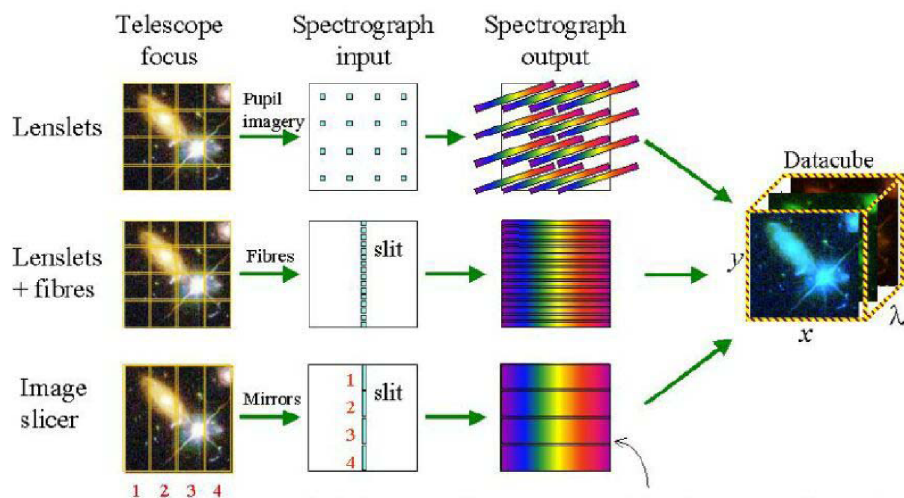 Telescope
focus
Spectrograph
input
Spectrograph
output
Lenslets
Pupil
imagery
Datacube
Lenslets
+ fibres
Fibres
slit
y
x
λ
Image
slicer
Mirrors
1
2
3
4
slit
1 2 3 4